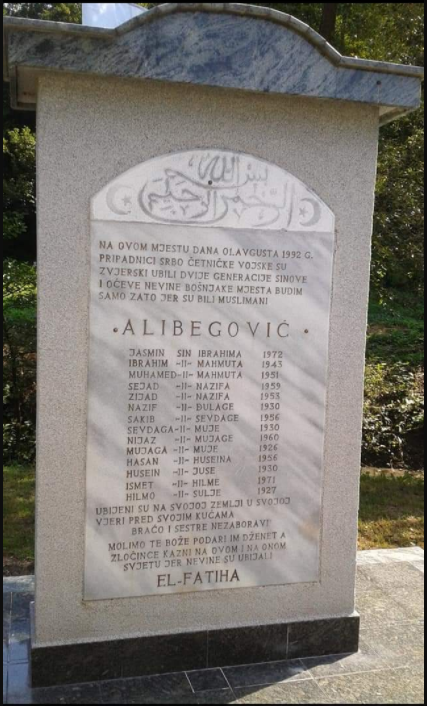 بسم الله الرحمن الرحيم
NA OVOM MJESTU DANA 01.AVGUSTA 1992 G.
PRIPADNICI SRBO ČETNIČKE VOJSKE SU
ZVJERSKI UBILI DVIJE GENERACIJE SINOVE
I OČEVE NEVINE BOŠNJAKE MJESTA BUDIM
SAMO ZATO JER SU BILI MUSLIMANI
•ALIBEGOVIĆ•
JASMIN SIN IBRAHIMA 1972
IBRAHIM -II- MAHMUTA 1943
MUHAMED-II- MAHMUTA 1951
SEJAD -II- NAZIFA 1959
ZIJAD -II- NAZIFA 1953
NAZIF -II- BULAGE 1930
SAKIB -II- SEVDAGE 1956
SEVDAGA-II- MUJE 1930
NIJAZ -II- MUJAGE 1960
MUJAGA -II- MUJE 1926
HASAN -II- HUSEINA 1956
HUSEIN -II- JUSE 1930
ISMET -II- HILME 1971
HILMO -II- SULJE 1927
UBIJENI SU NA SVOJOJ ZEMLJI U SVOJOJ
VJERI PRED SVOJIM KUĆAMA
BRAĆO I SESTRE NEZABORAVI
MOLIMO TE BOŽE PODARI IM DŽENET A
ZLOČINCE KAZNI NA OVOM I NA ONOM
SVJETU JER NEVINE SU UBIJALI
EL-FATIHA